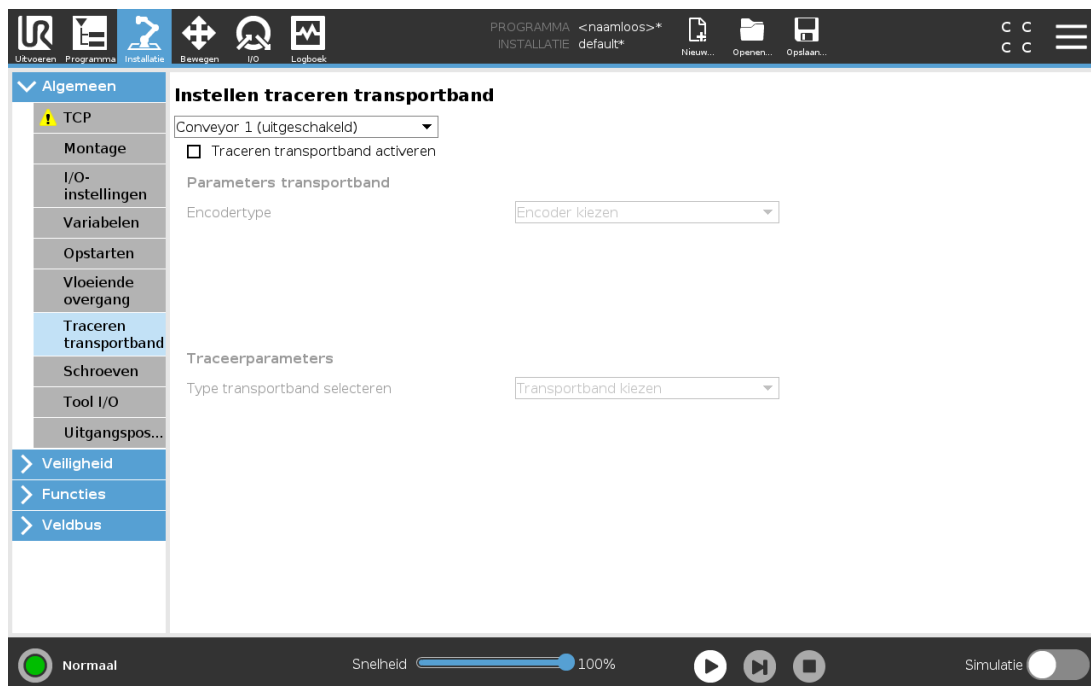 PROGRAMMA <naamloos>*
INSTALLATIE default*
Uitvoeren Programma Installatie Bewegen I/O Logboek Nieuw... Openen... Opslaan...
C C
C C
Algemeen
TCP
Montage
I/O-
instellingen
Variabelen
Opstarten
Vloeiende
overgang
Traceren
transportband
Schroeven
Tool I/O
Uitgangspos...
Veiligheid
Functies
Veldbus
Instellen traceren transportband
Conveyor 1 (uitgeschakeld)
Traceren transportband activeren
Parameters transportband
Encodertype Encoder kiezen
Traceerparameters
Type transportband selecteren Transportband kiezen
Normaal Snelheid 100% Simulatie